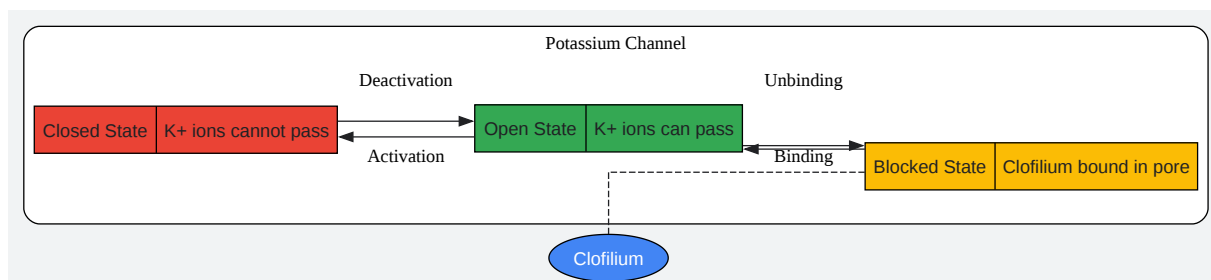 Potassium Channel
Deactivation
Unbinding
Closed State
K+ ions cannot pass
Open State
K+ ions can pass
Activation
Binding
Blocked State
Clofilium bound in pore
Clofilium